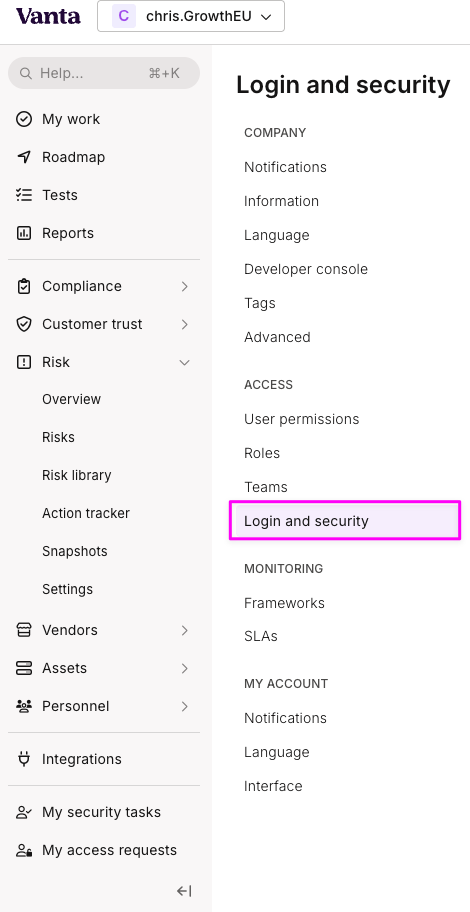 Vanta
C chris.GrowthEU
Help... ⌘+K
My work
Roadmap
Tests
Reports
Compliance
Customer trust
Risk
Overview
Risks
Risk library
Action tracker
Snapshots
Settings
Vendors
Assets
Personnel
Integrations
My security tasks
My access requests
Login and security
COMPANY
Notifications
Information
Language
Developer console
Tags
Advanced
ACCESS
User permissions
Roles
Teams
Login and security
MONITORING
Frameworks
SLAs
MY ACCOUNT
Notifications
Language
Interface